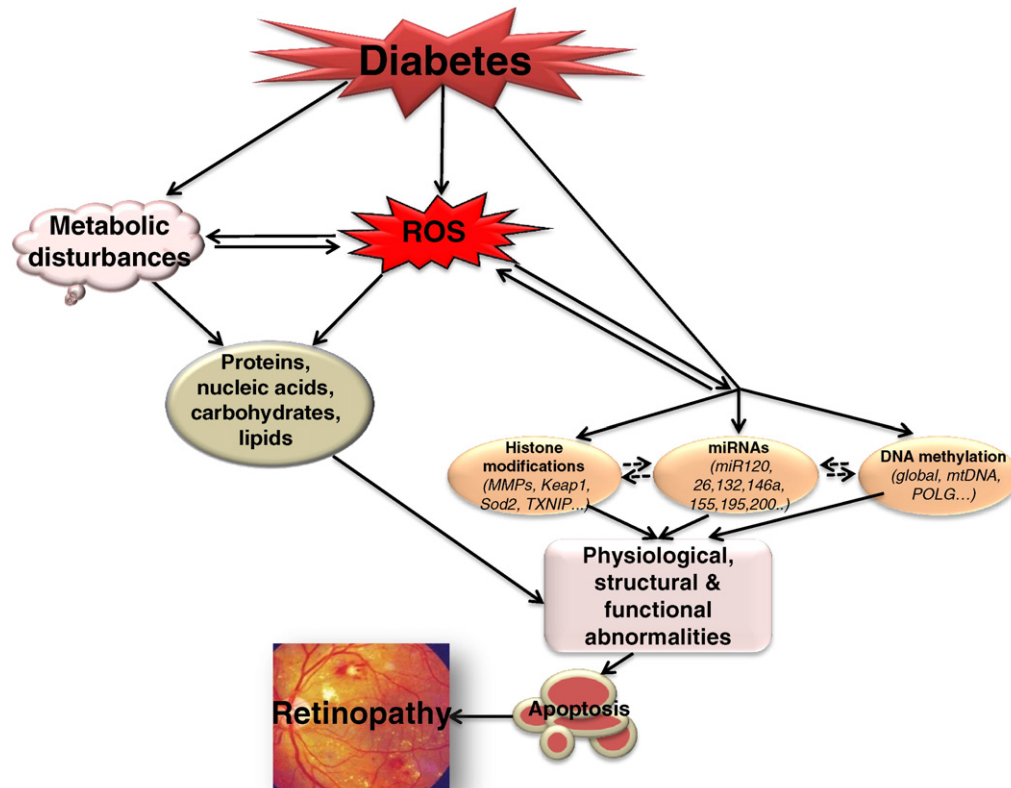 Diabetes
Metabolic
disturbances
ROS
Proteins,
nucleic acids,
carbohydrates,
lipids
Histone
modifications
(MMPs, Keap1,
Sod2, TXNIP...)
miRNAs
(miR120,
26,132,146a,
155,195,200..)
DNA methylation
(global, mtDNA,
POLG...)
Physiological,
structural &
functional
abnormalities
Apoptosis
Retinopathy